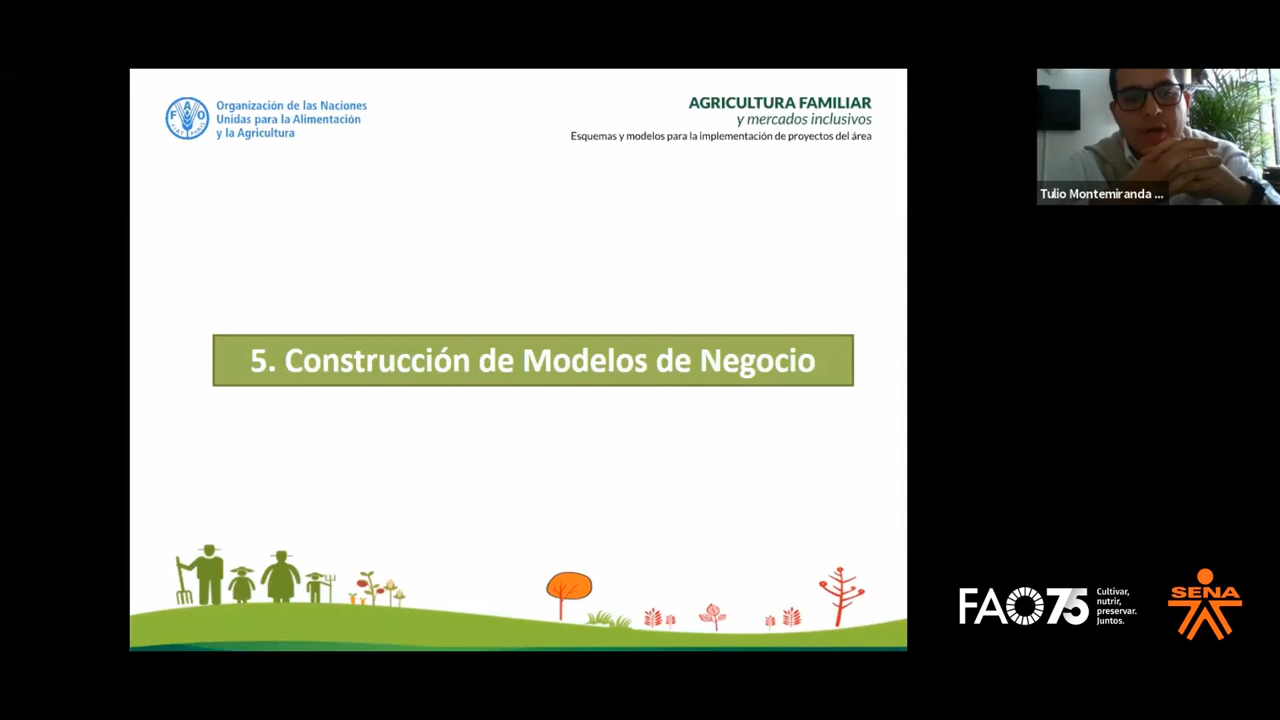 Organización de las Naciones
Unidas para la Alimentación
y la Agricultura
AGRICULTURA FAMILIAR
y mercados inclusivos
Esquemas y modelos para la implementación de proyectos del área
Tulio Montemiranda ...
5. Construcción de Modelos de Negocio
FAO75
Cultivar,
nutrir,
preservar.
Juntos.
SENA